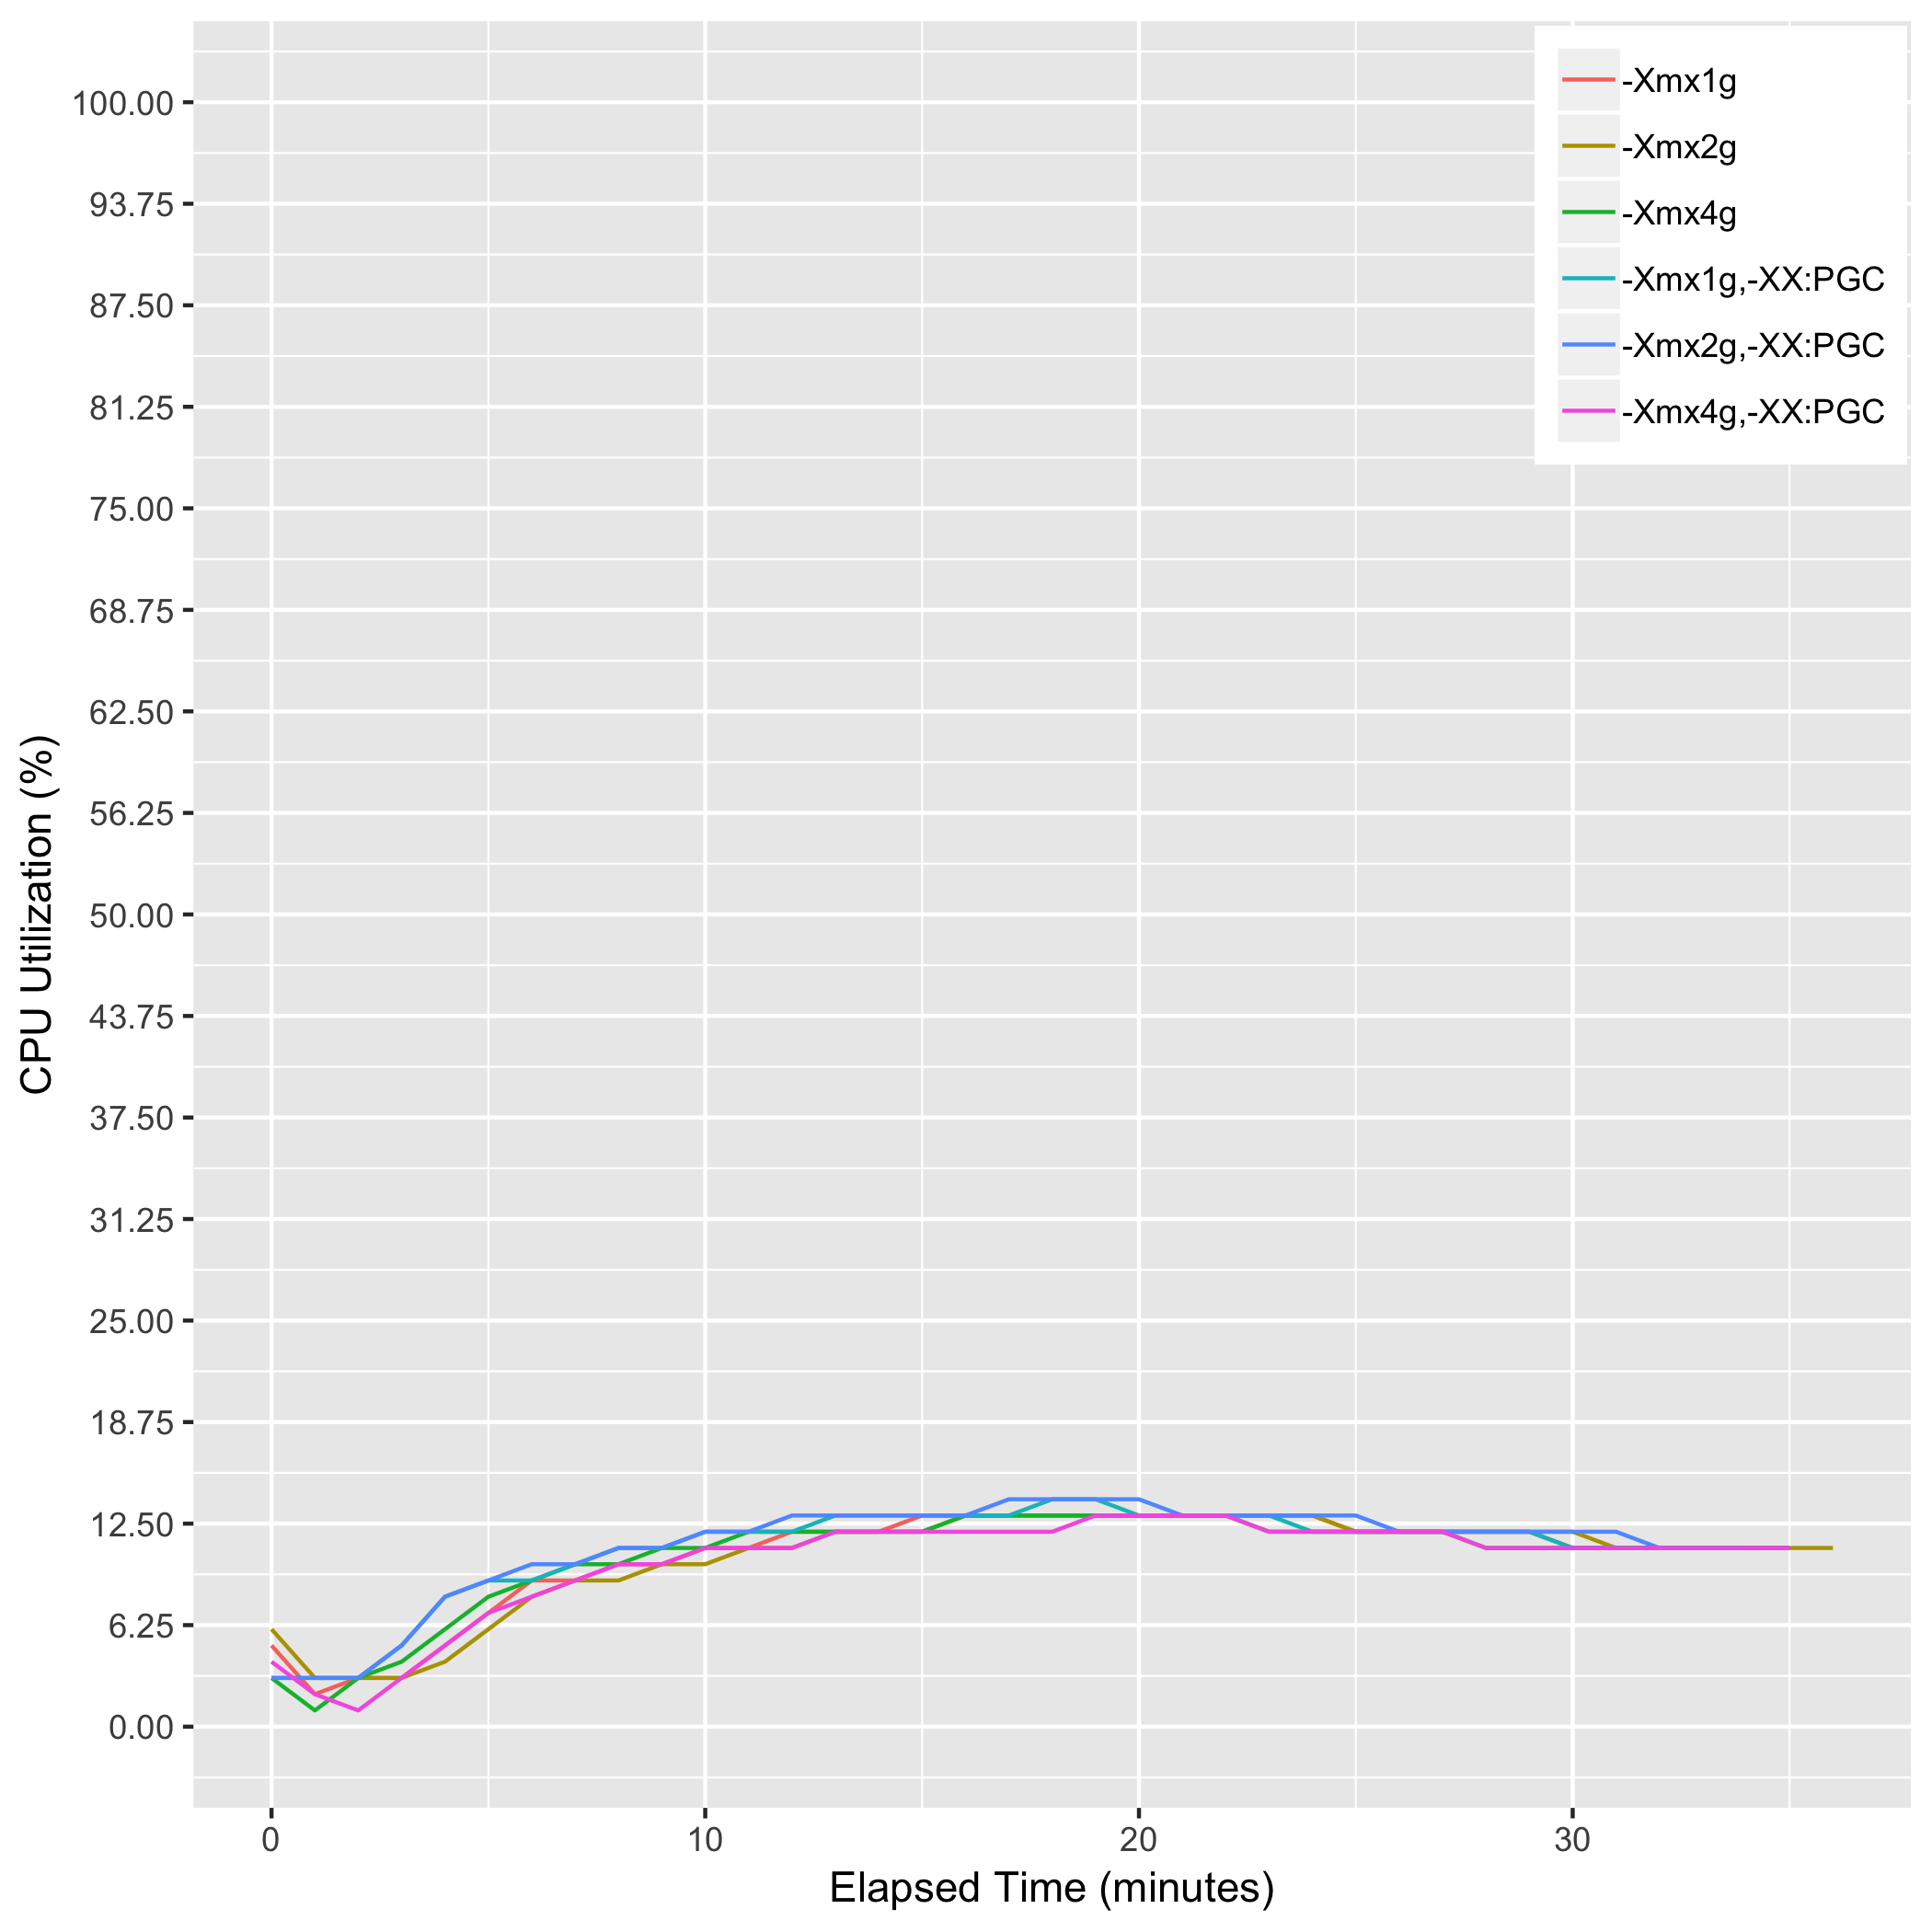 -Xmx1g
-Xmx2g
-Xmx4g
-Xmx1g,-XX:PGC
-Xmx2g,-XX:PGC
-Xmx4g,-XX:PGC
100.00
93.75
87.50
81.25
75.00
68.75
62.50
56.25
50.00
43.75
37.50
31.25
25.00
18.75
12.50
6.25
0.00
CPU Utilization (%)
0 10 20 30
Elapsed Time (minutes)